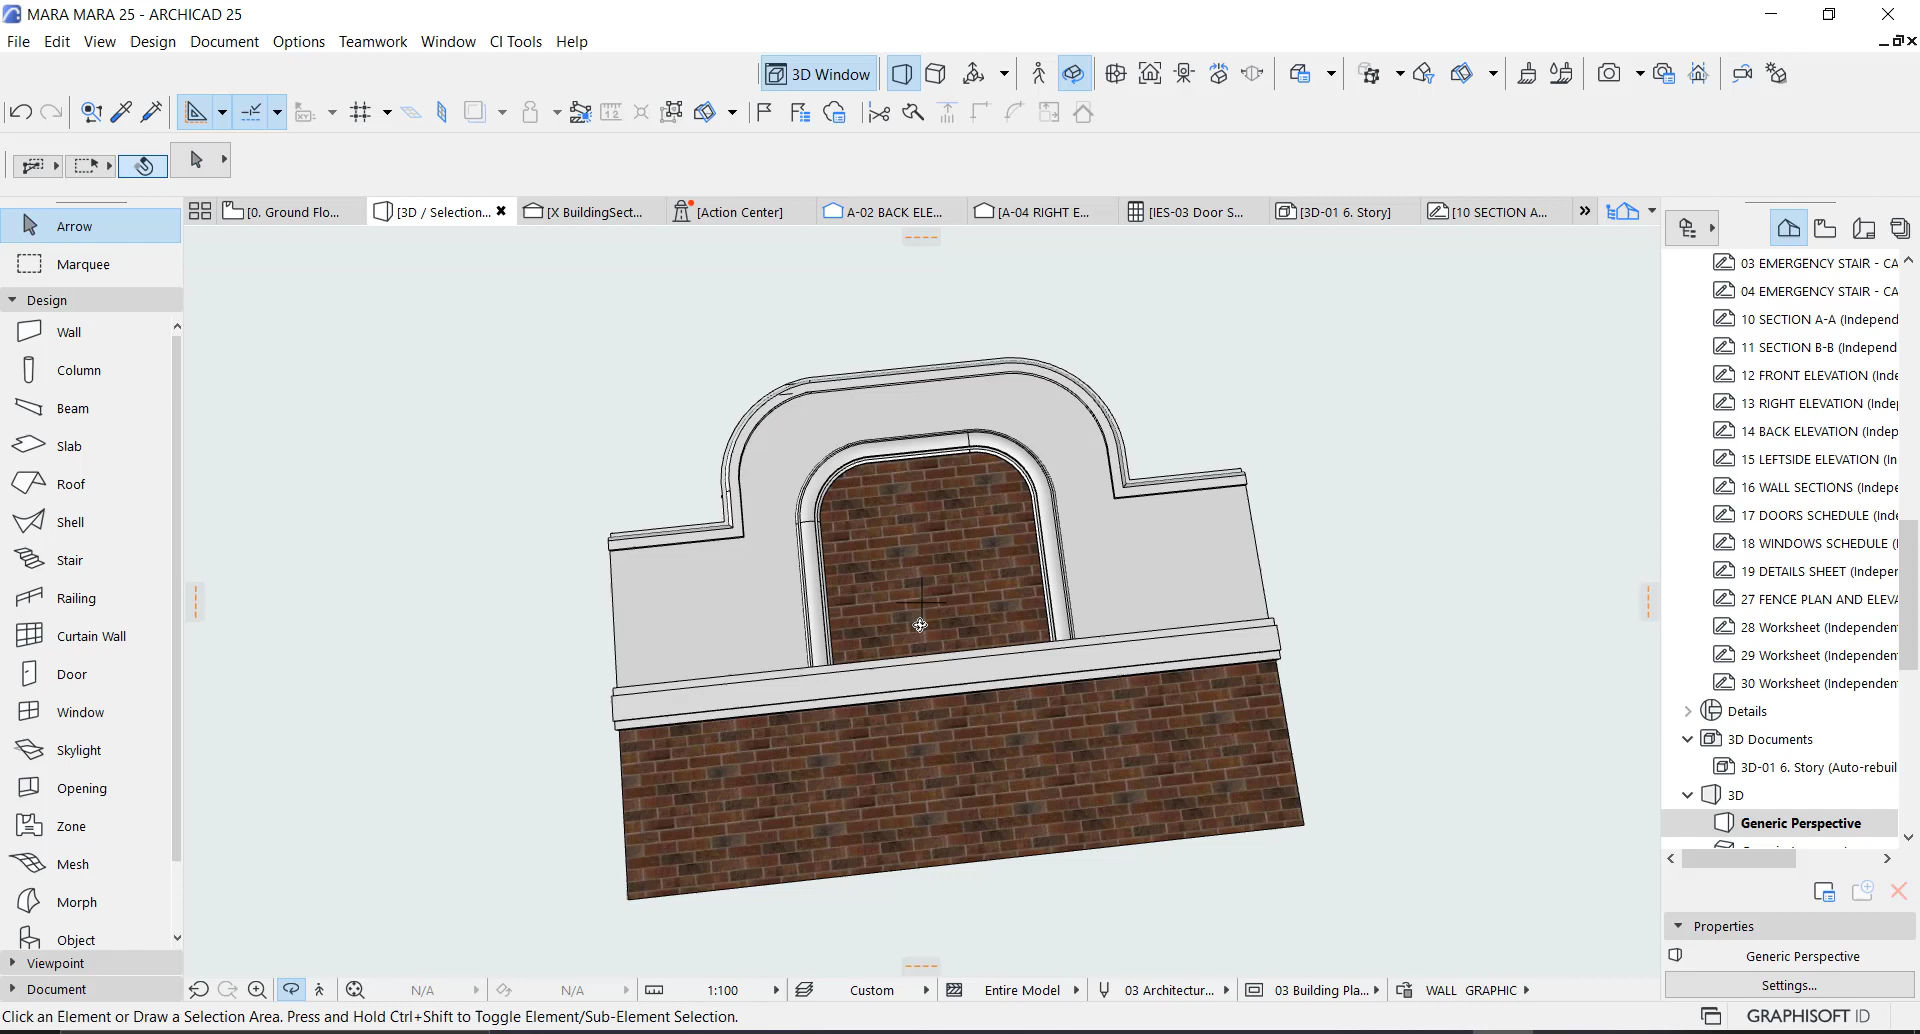 MARA MARA 25 - ARCHICAD 25
File Edit View Design Document Options Teamwork Window CI Tools Help
3D Window
[0. Ground Flo...
[3D / Selection...
[X BuildingSect...
[Action Center]
A-02 BACK ELE...
[A-04 RIGHT E...
[IES-03 Door S...
[3D-01 6. Story]
[10 SECTION A...
Arrow
Marquee
Design
Wall
Column
Beam
Slab
Roof
Shell
Stair
Railing
Curtain Wall
Door
Window
Skylight
Opening
Zone
Mesh
Morph
Object
Viewpoint
Document
03 EMERGENCY STAIR - CA
04 EMERGENCY STAIR - CA
10 SECTION A-A (Independ
11 SECTION B-B (Independ
12 FRONT ELEVATION (Inde
13 RIGHT ELEVATION (Indep
14 BACK ELEVATION (Indep
15 LEFTSIDE ELEVATION (In
16 WALL SECTIONS (Indepe
17 DOORS SCHEDULE (Inde
18 WINDOWS SCHEDULE (I
19 DETAILS SHEET (Indepen
27 FENCE PLAN AND ELEVA
28 Worksheet (Independent
29 Worksheet (Independent
30 Worksheet (Independent
Details
3D Documents
3D-01 6. Story (Auto-rebuil
3D
Generic Perspective
Properties
Generic Perspective
Settings...
N/A
N/A
1:100
Custom
Entire Model
03 Architectur...
03 Building Pla...
WALL GRAPHIC
Click an Element or Draw a Selection Area. Press and Hold Ctrl+Shift to Toggle Element/Sub-Element Selection.
GRAPHISOFT ID